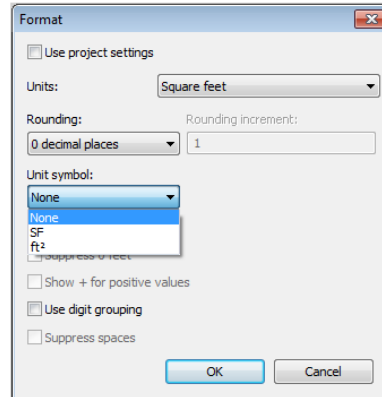 Format
Use project settings
Units: Square feet
Rounding: Rounding increment:
0 decimal places 1
Unit symbol:
None
None
SF
ft²
Suppress 0 feet
Show + for positive values
Use digit grouping
Suppress spaces
OK Cancel